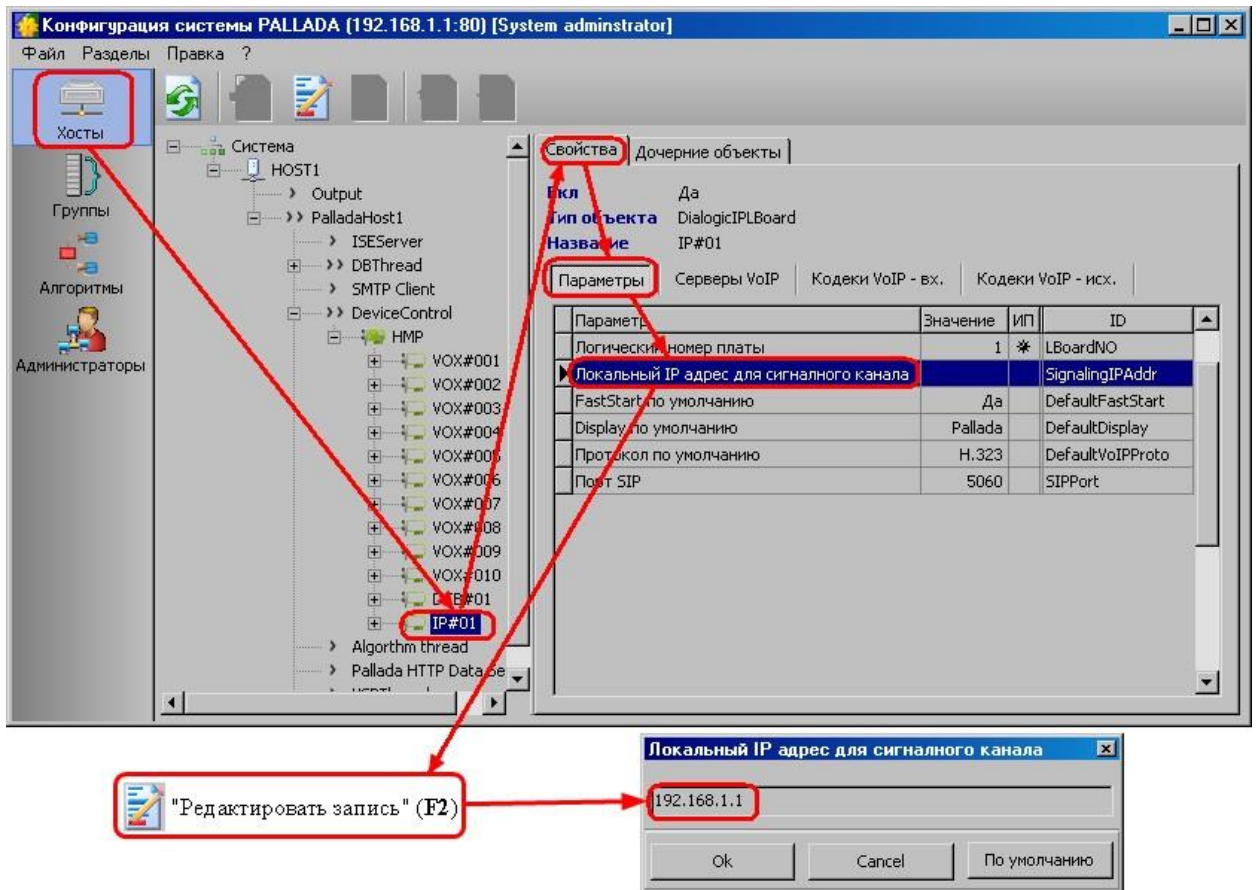 Конфигурация системы PALLADA (192.168.1.1:80) [System adminstrator]
Файл Разделы Правка ?
Хосты
Группы
Алгоритмы
Администраторы
Система
HOST1
Output
PalladaHost1
ISEServer
DBThread
SMTP Client
DeviceControl
HMP
VOX#001
VOX#002
VOX#003
VOX#004
VOX#005
VOX#006
VOX#007
VOX#008
VOX#009
VOX#010
IP#01
Algorthm thread
Pallada HTTP Data Se
Свойства Дочерние объекты
Вкл Да
Тип объекта DialogicIPLBoard
Название IP#01
Параметры Серверы VoIP Кодеки VoIP - вх. Кодеки VoIP - исх.
Параметр Значение ИП ID
Логический номер платы 1 LBoardNO
Локальный IP адрес для сигналного канала SignalingIPAddr
FastStart по умолчанию Да DefaultFastStart
Display по умолчанию Pallada DefaultDisplay
Протокол по умолчанию H.323 DefaultVoIPProto
Порт SIP 5060 SIPPort
"Редактировать запись" (F2)
Локальный IP адрес для сигналного канала
192.168.1.1
Ok Cancel По умолчанию